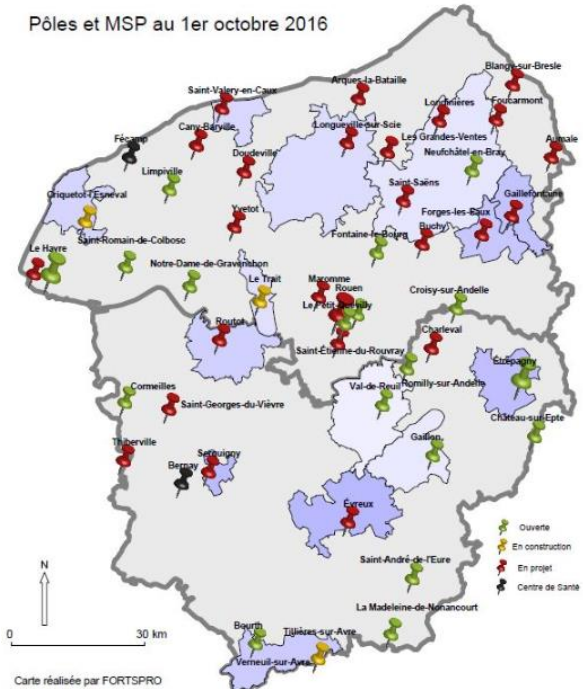 Pôles et MSP au 1er octobre 2016
Blangy-sur-Bresle
Arques-la-Bataille
Saint-Valery-en-Caux
Londinières
Foucarmont
Fécamp
Cany-Barville
Longueville-sur-Scie
Les Grandes-Ventes
Aumale
Doudeville
Neufchâtel-en-Bray
Limpiville
Criquetot-l'Esneval
Saint-Saëns
Gaillefontaine
Yvetot
Forges-les-Eaux
Saint-Romain-de-Colbosc
Fontaine-le-Bourg
Buchy
Le Havre
Notre-Dame-de-Gravenchon
Le Trait
Maromme
Rouen
Croisy-sur-Andelle
Le Petit-Quevilly
Routot
Charleval
Saint-Étienne-du-Rouvray
Étrépagny
Romilly-sur-Andelle
Cormeilles
Val-de-Reuil
Saint-Georges-du-Vièvre
Château-sur-Epte
Gaillon
Thiberville
Serquigny
Bernay
Évreux
Ouverte
En construction
En projet
Centre de Santé
Saint-André-de-l'Eure
N
La Madeleine-de-Nonancourt
Bourth
Tillières-sur-Avre
0 30 km
Verneuil-sur-Avre
Carte réalisée par FORTSPRO